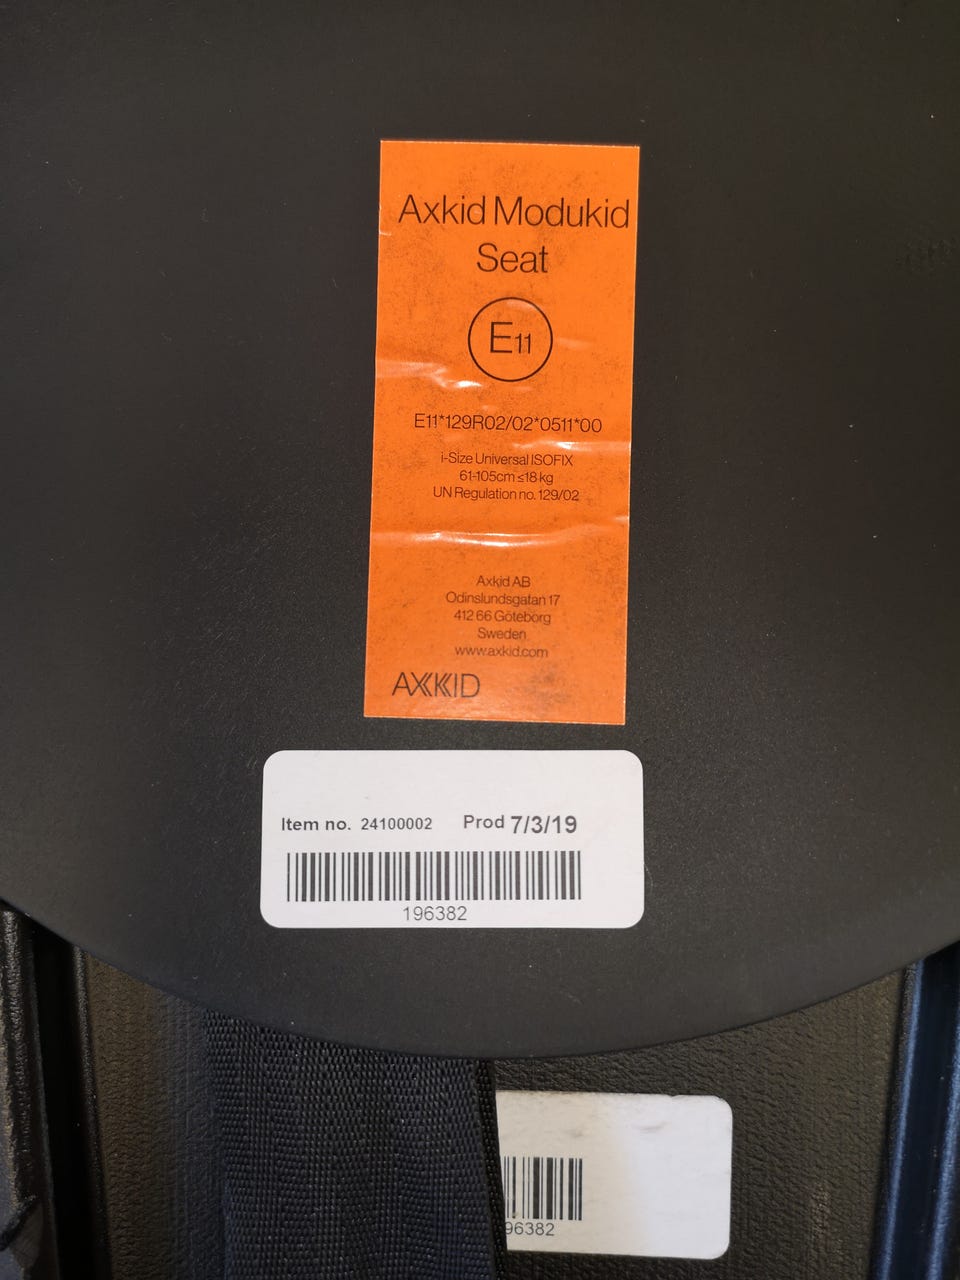 Axkid Modukid
Seat
E11
E11*129R02/02*0511*00
i-Size Universal ISOFIX
61-105cm ≤18 kg
UN Regulation no. 129/02
Axkid AB
Odinslundsgatan 17
412 66 Göteborg
Sweden
www.axkid.com
AXKID
Item no. 24100002 Prod 7/3/19
196382
96382